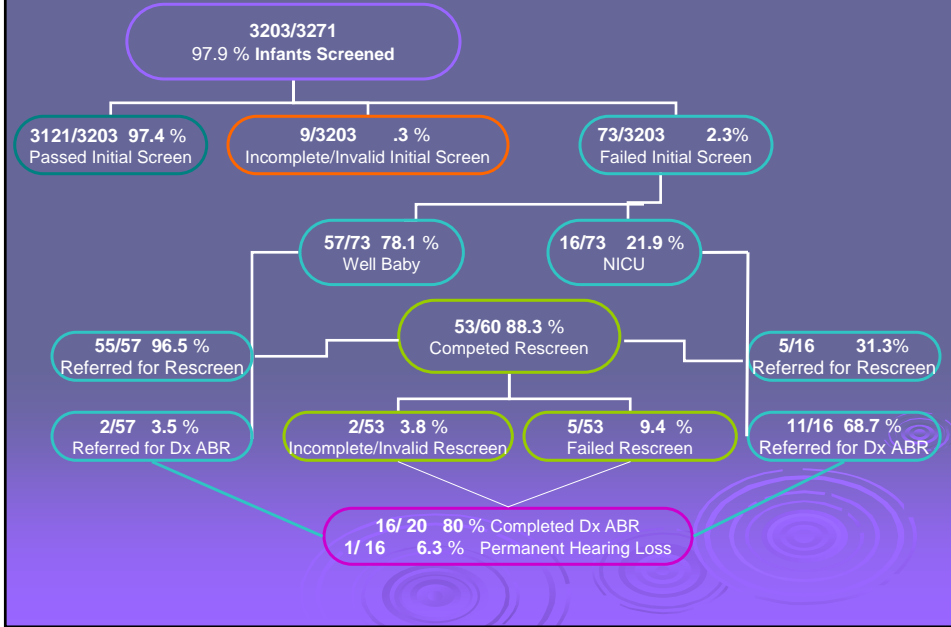 3203/3271
97.9 % Infants Screened
3121/3203 97.4 %
Passed Initial Screen
9/3203 .3 %
Incomplete/Invalid Initial Screen
73/3203 2.3%
Failed Initial Screen
57/73 78.1 %
Well Baby
16/73 21.9 %
NICU
53/60 88.3 %
Competed Rescreen
55/57 96.5 %
Referred for Rescreen
5/16 31.3%
Referred for Rescreen
2/57 3.5 %
Referred for Dx ABR
2/53 3.8 %
Incomplete/Invalid Rescreen
5/53 9.4 %
Failed Rescreen
11/16 68.7 %
Referred for Dx ABR
16/ 20 80 % Completed Dx ABR
1/ 16 6.3 % Permanent Hearing Loss